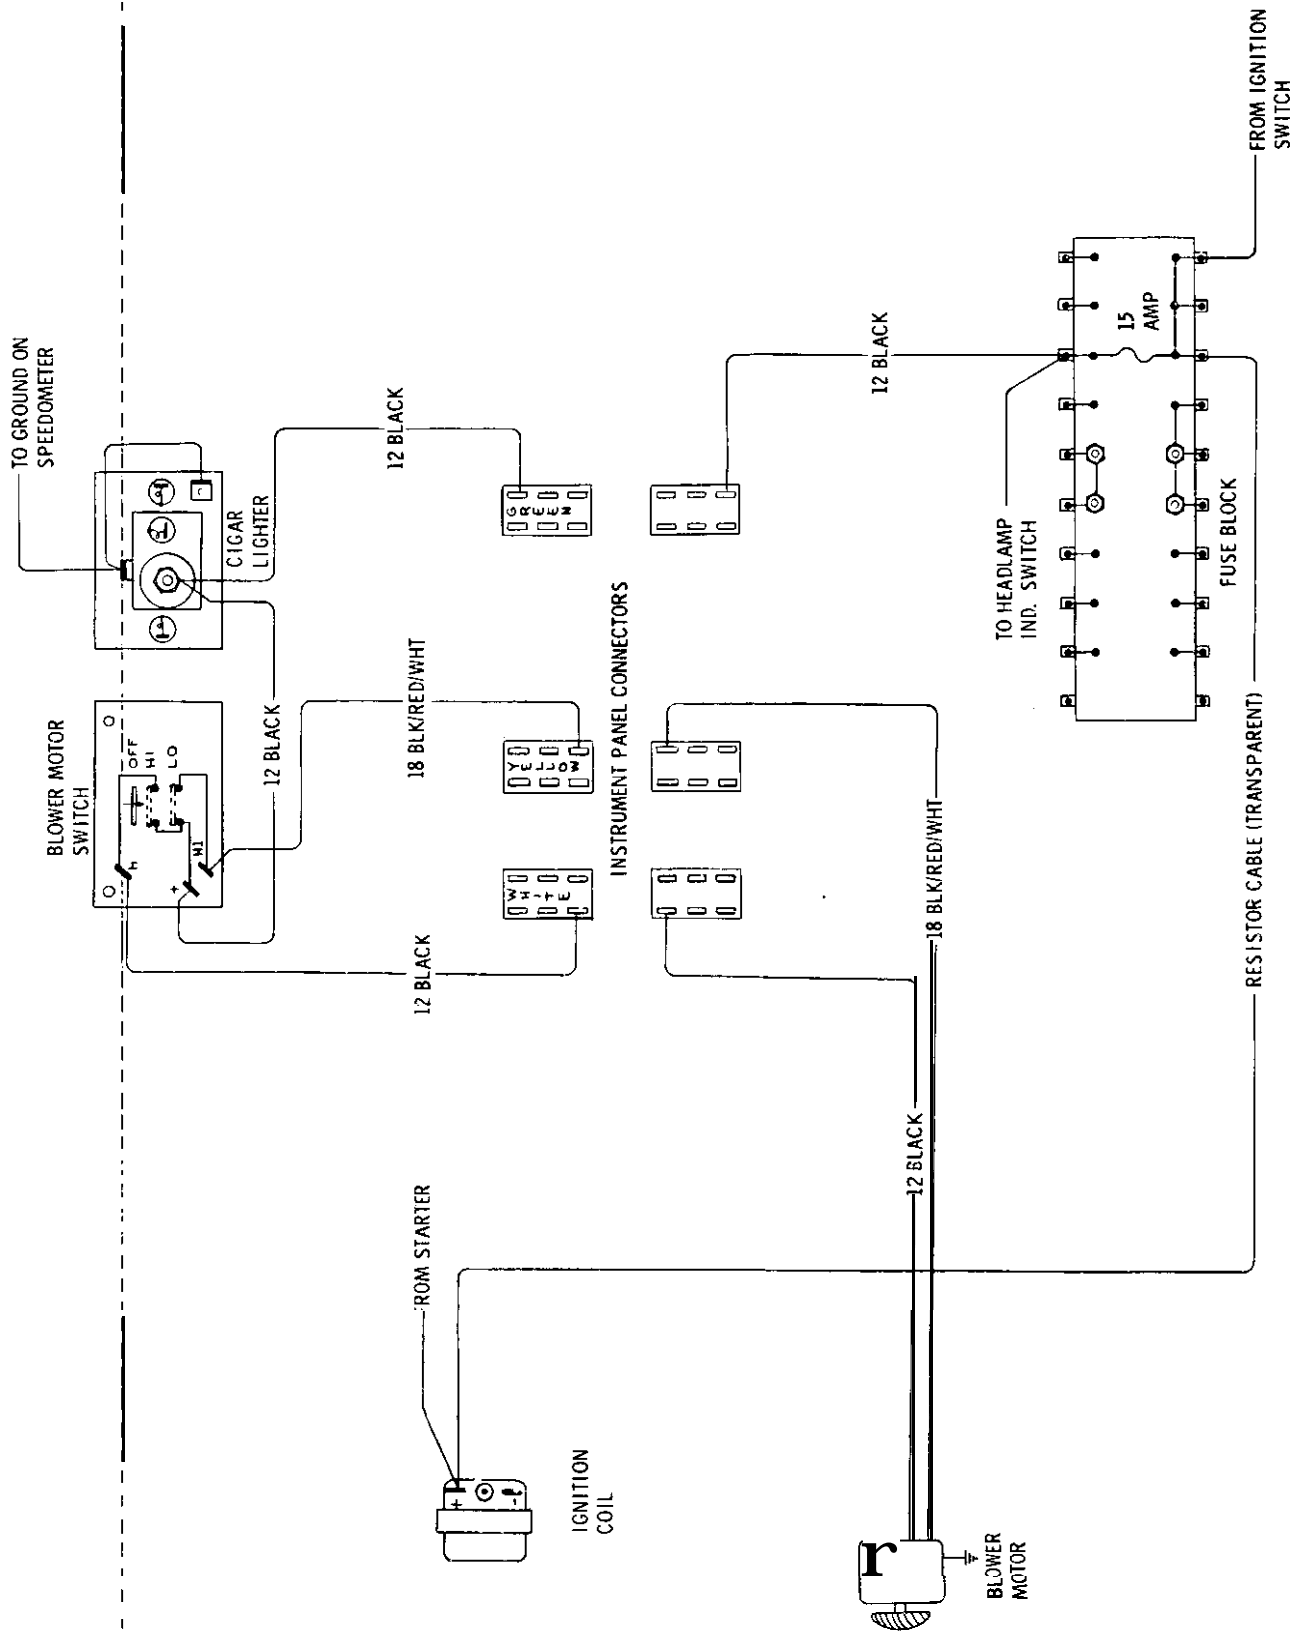 TO GROUND ON
SPEEDOMETER
CIGAR
LIGHTER
BLOWER MOTOR
SWITCH
OFF
HI
LO
H
+
M1
12 BLACK
12 BLACK
18 BLK/RED/WHT
12 BLACK
GREEN
YELLOW
WHITE
INSTRUMENT PANEL CONNECTORS
12 BLACK
TO HEADLAMP
IND. SWITCH
15
AMP
FUSE BLOCK
FROM IGNITION
SWITCH
18 BLK/RED/WHT
12 BLACK
RESISTOR CABLE (TRANSPARENT)
FROM STARTER
+
-
IGNITION
COIL
r
BLOWER
MOTOR